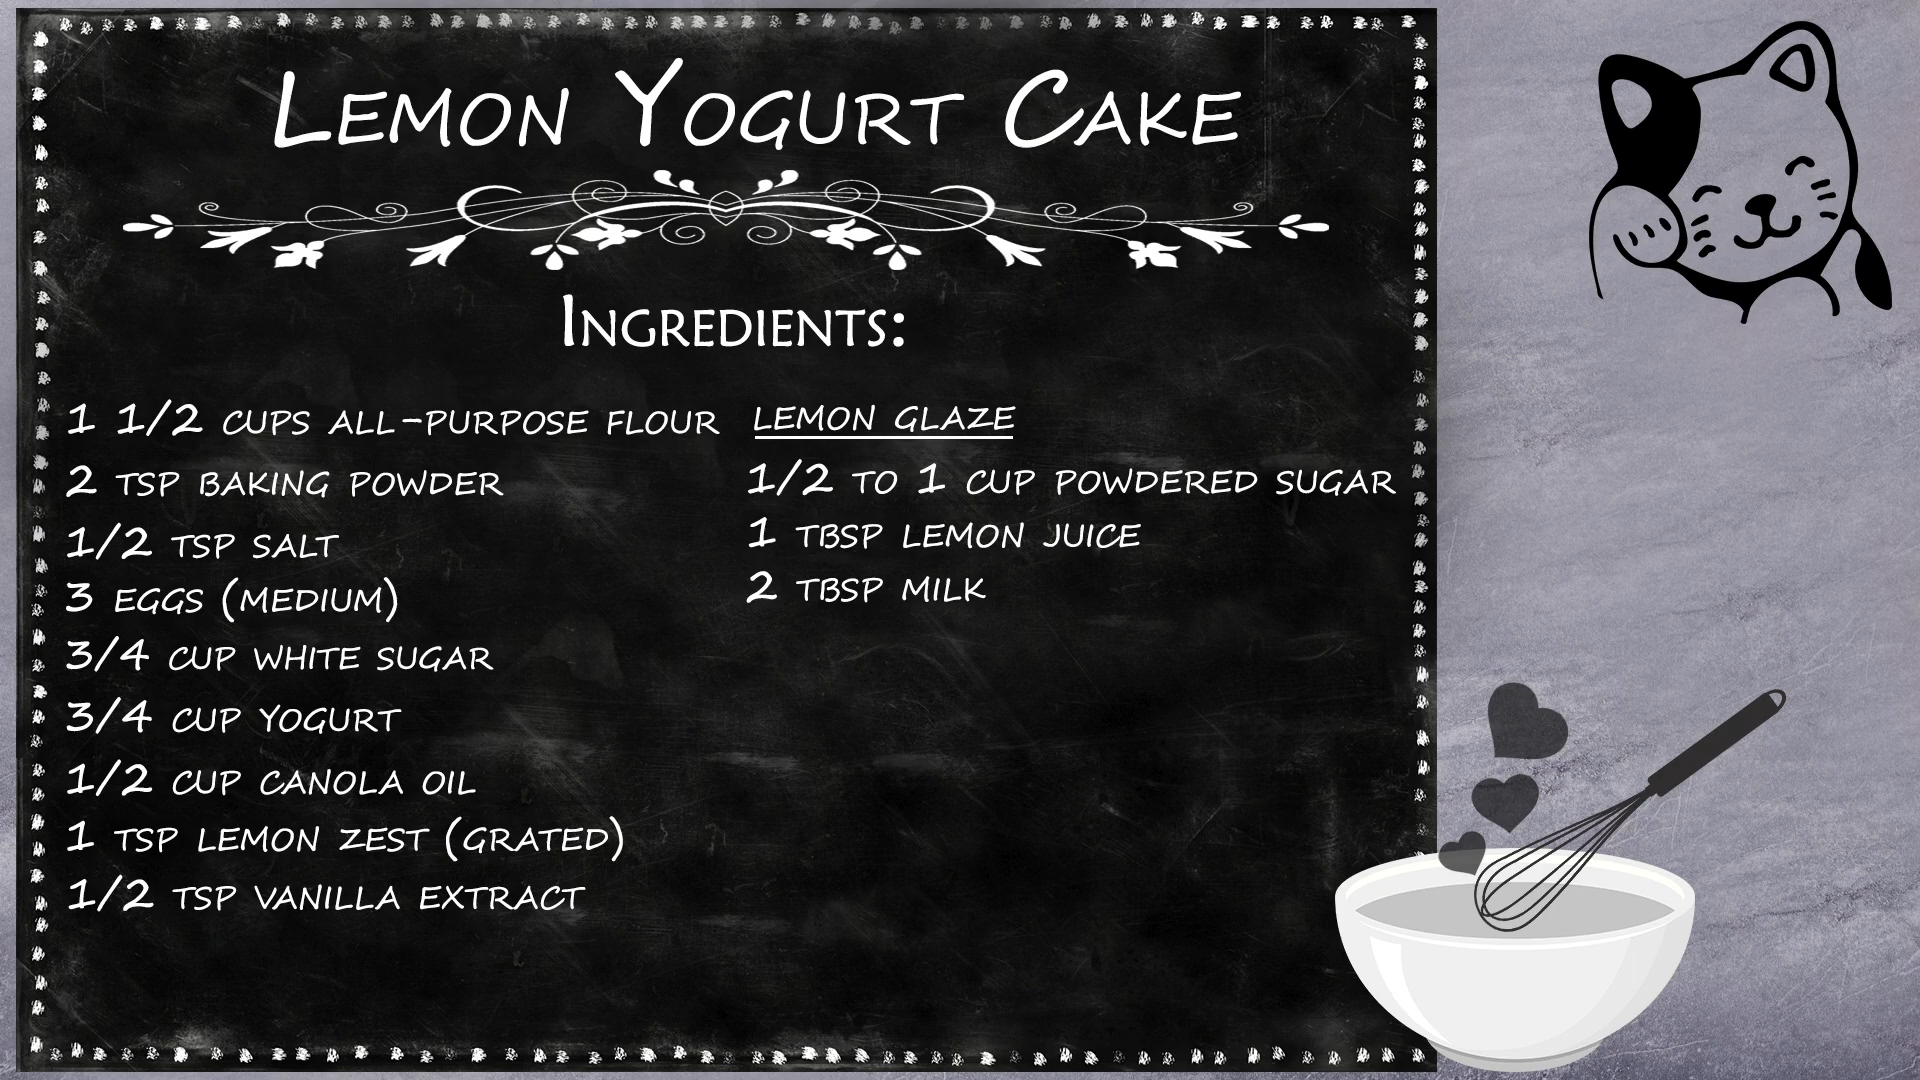 Lemon Yogurt Cake
Ingredients:
1 1/2 cups all-purpose flour
2 tsp baking powder
1/2 tsp salt
3 eggs (medium)
3/4 cup white sugar
3/4 cup yogurt
1/2 cup canola oil
1 tsp lemon zest (grated)
1/2 tsp vanilla extract
lemon glaze
1/2 to 1 cup powdered sugar
1 tbsp lemon juice
2 tbsp milk